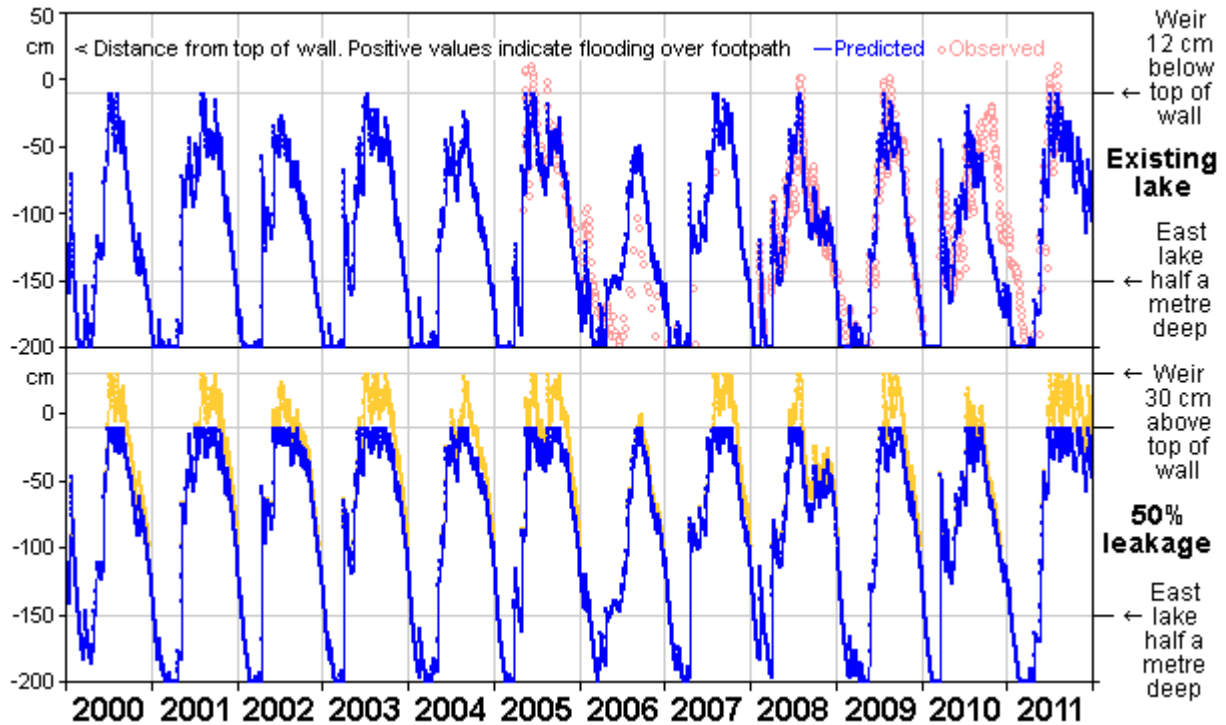 50
cm
0
-50
-100
-150
-200
< Distance from top of wall. Positive values indicate flooding over footpath
Predicted
Observed
Weir
12 cm
below
← top of
wall
Existing
lake
East
lake
← half a
metre
deep
cm
0
-50
-100
-150
-200
← Weir
30 cm
above
top of
wall
50%
leakage
East
← lake
half a
metre
deep
2000 2001 2002 2003 2004 2005 2006 2007 2008 2009 2010 2011